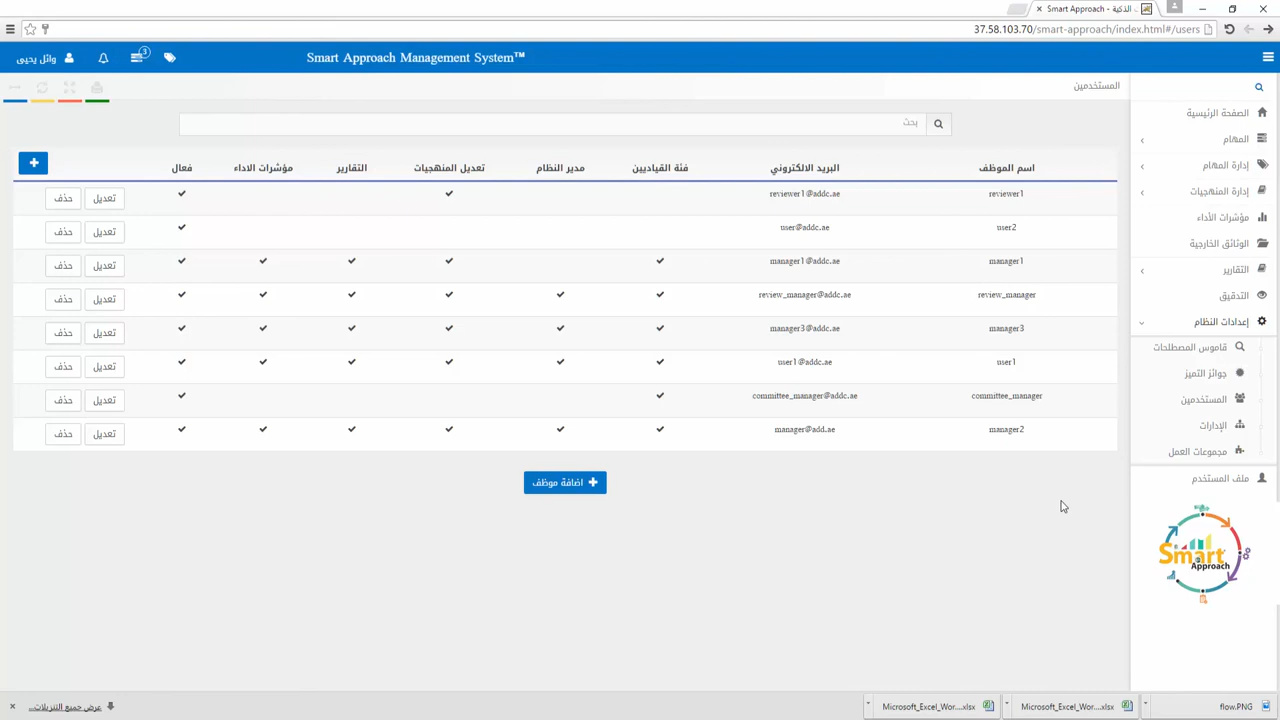 Smart Approach - الذكية ...
37.58.103.70/smart-approach/index.html#/users
Smart Approach Management System™
3
وائل يحيى
المستخدمين
بحث
الصفحة الرئيسية
المهام
إدارة المهام
إدارة المنهجيات
مؤشرات الأداء
الوثائق الخارجية
التقارير
التدقيق
إعدادات النظام
قاموس المصطلحات
جوائز التميز
المستخدمين
الإدارات
مجموعات العمل
ملف المستخدم
Smart
Approach
اسم الموظف البريد الالكتروني فئة القياديين مدير النظام تعديل المنهجيات التقارير مؤشرات الاداء فعال
reviewer1 reviewer1@addc.ae تعديل حذف
user2 user@addc.ae تعديل حذف
manager1 manager1@addc.ae تعديل حذف
review_manager review_manager@addc.ae تعديل حذف
manager3 manager3@addc.ae تعديل حذف
user1 user1@addc.ae تعديل حذف
committee_manager committee_manager@addc.ae تعديل حذف
manager2 manager@add.ae تعديل حذف
اضافة موظف
flow.PNG
Microsoft_Excel_Wor....xlsx
Microsoft_Excel_Wor....xlsx
عرض جميع التنزيلات...